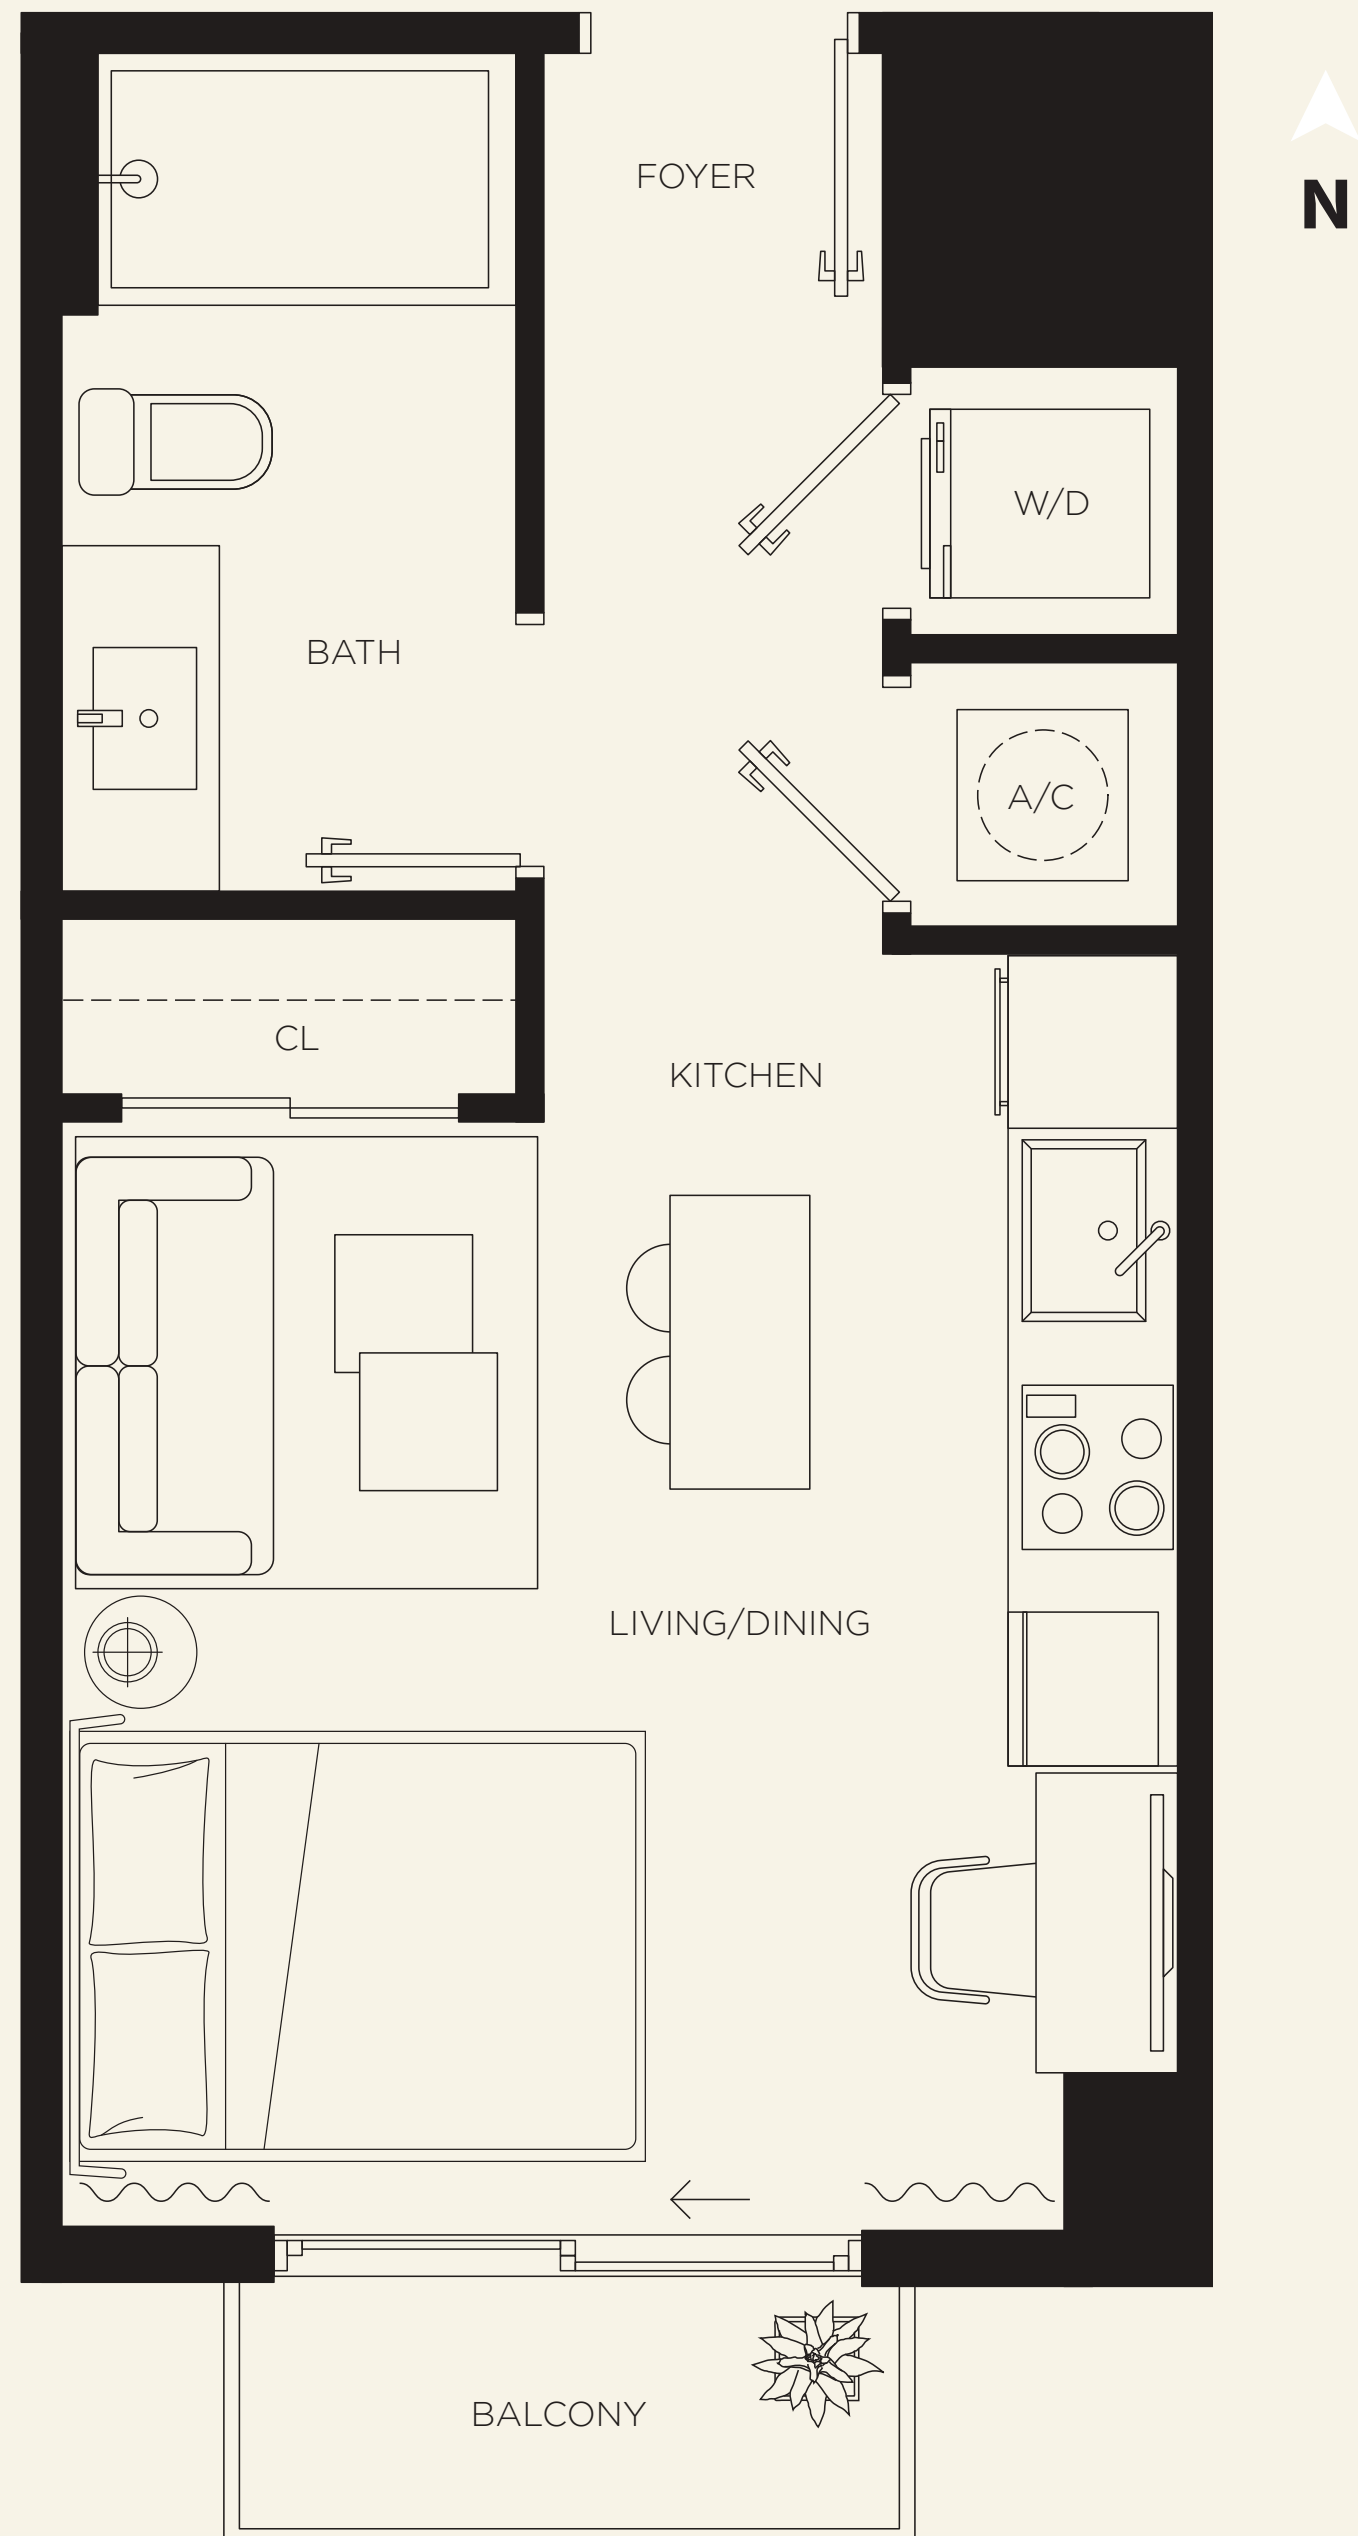 FOYER
N
W/D
BATH
A/C
CL
KITCHEN
LIVING/DINING
BALCONY